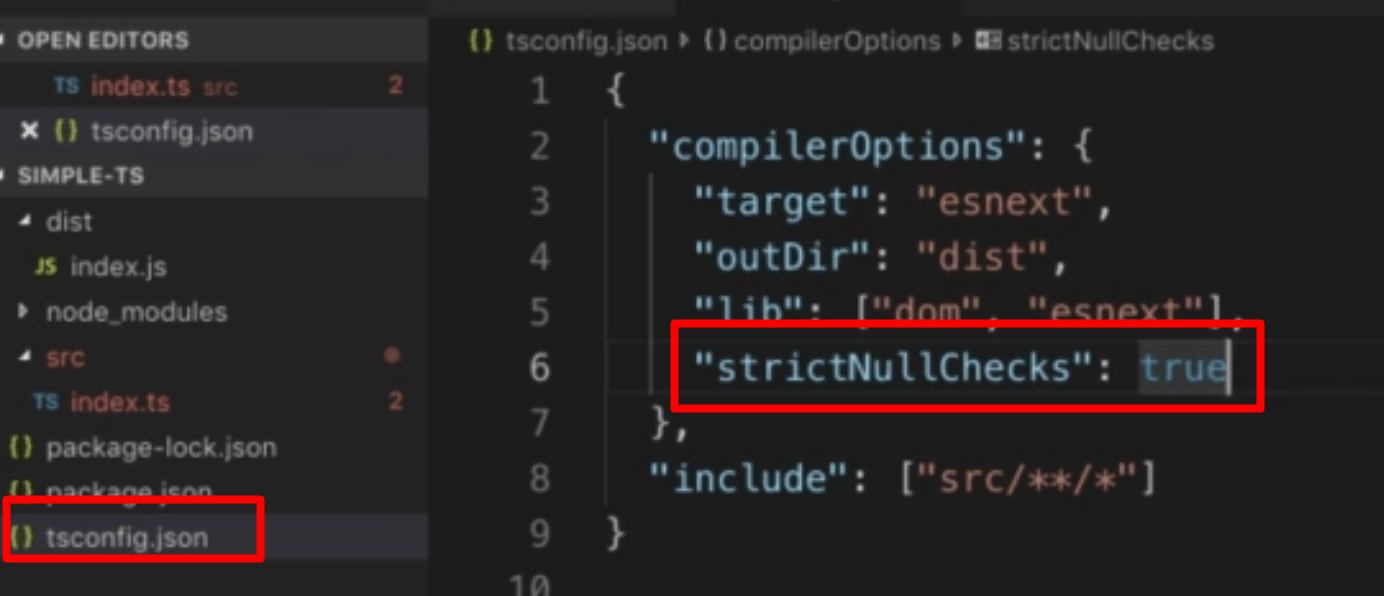 OPEN EDITORS
TS index.ts src 2
{} tsconfig.json
SIMPLE-TS
dist
JS index.js
node_modules
src
TS index.ts 2
{} package-lock.json
{} package.json
{} tsconfig.json
{} tsconfig.json {} compilerOptions strictNullChecks
1 {
2 "compilerOptions": {
3 "target": "esnext",
4 "outDir": "dist",
5 "lib": ["dom", "esnext"],
6 "strictNullChecks": true
7 },
8 "include": ["src/**/*"]
9 }
10